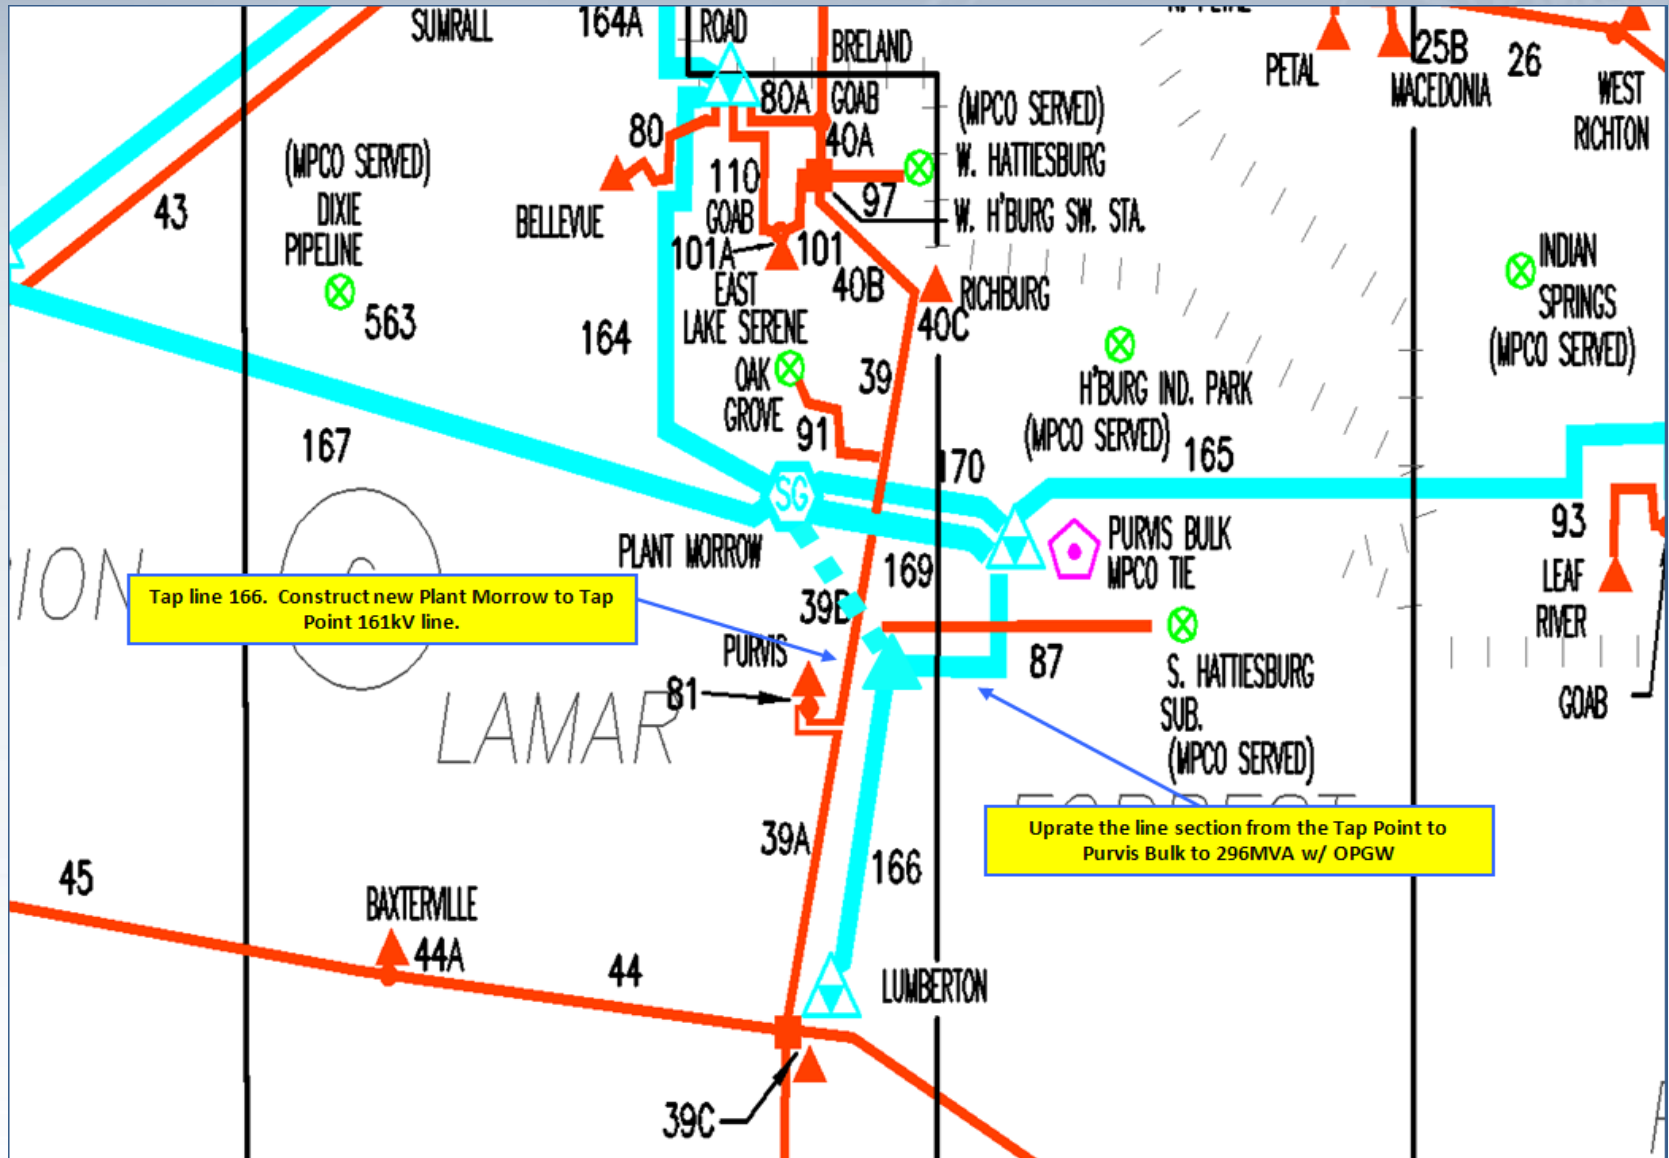 SUMRALL
164A
ROAD
BRELAND
PETAL
25B
MACEDONIA
26
WEST
RICHTON
80A
GOAB
40A
80
(MPCO SERVED)
W. HATTIESBURG
W. H'BURG SW. STA.
97
(MPCO SERVED)
DIXIE
PIPELINE
563
43
BELLEVUE
110
GOAB
101A
101
EAST
LAKE SERENE
40B
RICHBURG
40C
164
OAK
GROVE
91
39
INDIAN
SPRINGS
(MPCO SERVED)
H'BURG IND. PARK
(MPCO SERVED)
167
170
165
SG
PLANT MORROW
169
PURVIS BULK
MPCO TIE
93
LEAF
RIVER
GOAB
ION
Tap line 166. Construct new Plant Morrow to Tap
Point 161kV line.
39B
PURVIS
81
87
S. HATTIESBURG
SUB.
(MPCO SERVED)
LAMAR
FORREST
Uprate the line section from the Tap Point to
Purvis Bulk to 296MVA w/ OPGW
39A
166
45
BAXTERVILLE
44A
44
LUMBERTON
39C